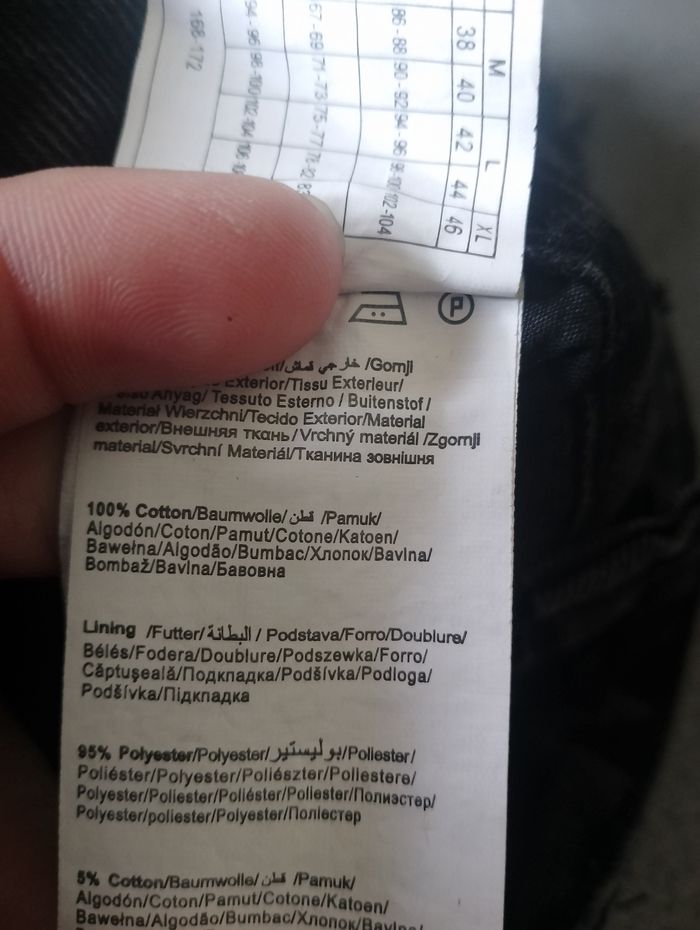 M L XL
38 40 42 44 46
86 - 88 90 - 92 94 - 96 98-100 102-104
67 - 69 71 - 73 75 - 77
94 - 96 98 -100 102 -104
168-172
P
خارجي قماش /Gornji
Exterior/Tissu Exterieur/
Anyag/ Tessuto Esterno / Buitenstof /
Materiał Wierzchni/Tecido Exterior/Material
exterior/Внешняя ткань/Vrchný materiál /Zgornji
material/Svrchní Materiál/Тканина зовнішня
100% Cotton/Baumwolle/ قطن /Pamuk/
Algodón/Coton/Pamut/Cotone/Katoen/
Bawełna/Algodão/Bumbac/Хлопок/Bavlna/
Bombaž/Bavlna/Бавовна
Lining /Futter/ البطانة / Podstava/Forro/Doublure/
Bélés/Fodera/Doublure/Podszewka/Forro/
Căptușeală/Подкладка/Podšívka/Podloga/
Podšívka/Підкладка
95% Polyester/Polyester/ بوليستير /Poliester/
Poliéster/Polyester/Poliészter/Poliestere/
Polyester/Poliester/Poliéster/Poliester/Полиэстер/
Polyester/poliester/Polyester/Поліестер
5% Cotton/Baumwolle/ قطن /Pamuk/
Algodón/Coton/Pamut/Cotone/Katoen/
Bawełna/Algodão/Bumbac/Хлопок/Bavlna/